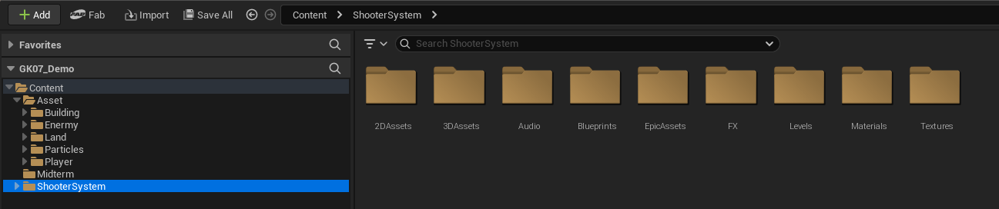 Add Fab Import Save All Content ShooterSystem
Favorites
Search ShooterSystem
GK07_Demo
Content
Asset
Building
Enermy
Land
Particles
Player
Midterm
ShooterSystem
2DAssets 3DAssets Audio Blueprints EpicAssets FX Levels Materials Textures